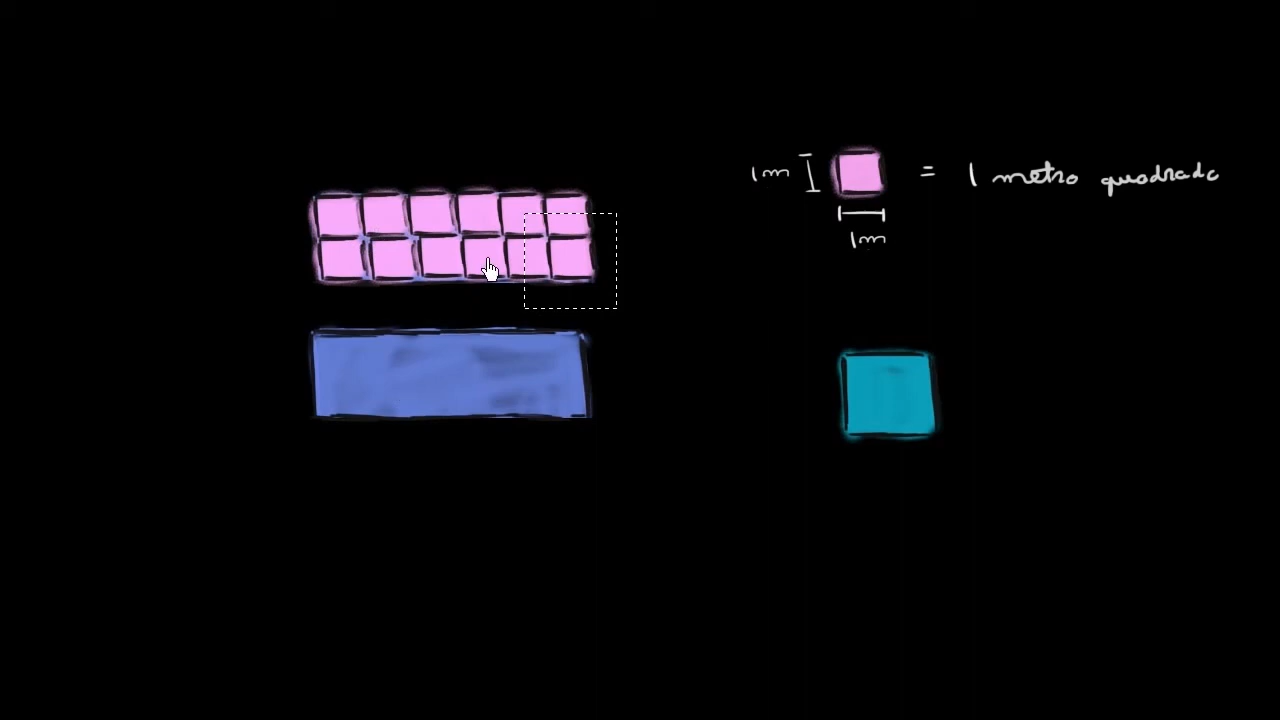 1m = 1 metro quadrado
1m